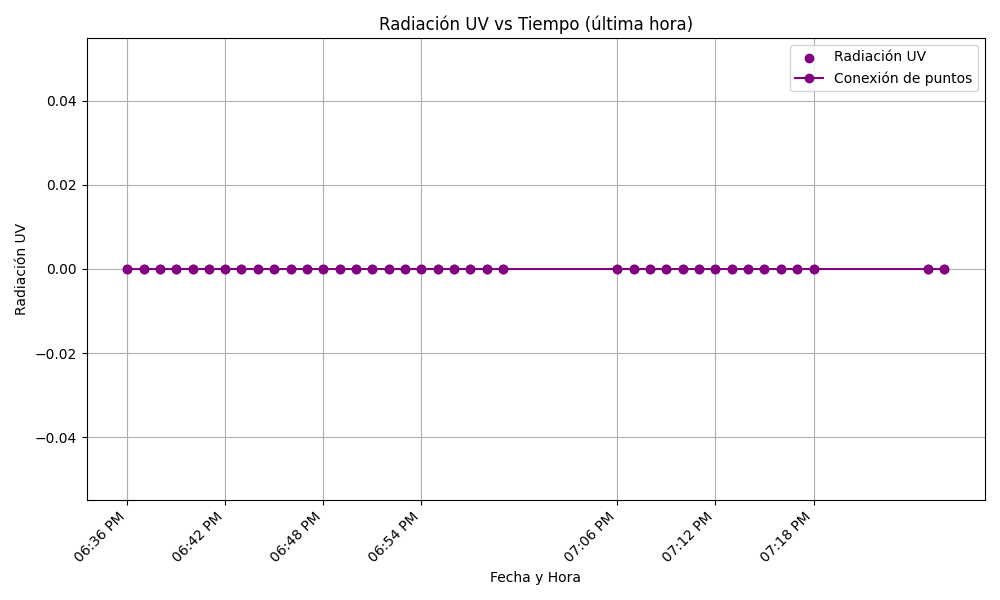 Radiación UV vs Tiempo (última hora)
Radiación UV
Conexión de puntos
0.04
0.02
0.00
−0.02
−0.04
Radiación UV
06:36 PM
06:42 PM
06:48 PM
06:54 PM
07:06 PM
07:12 PM
07:18 PM
Fecha y Hora